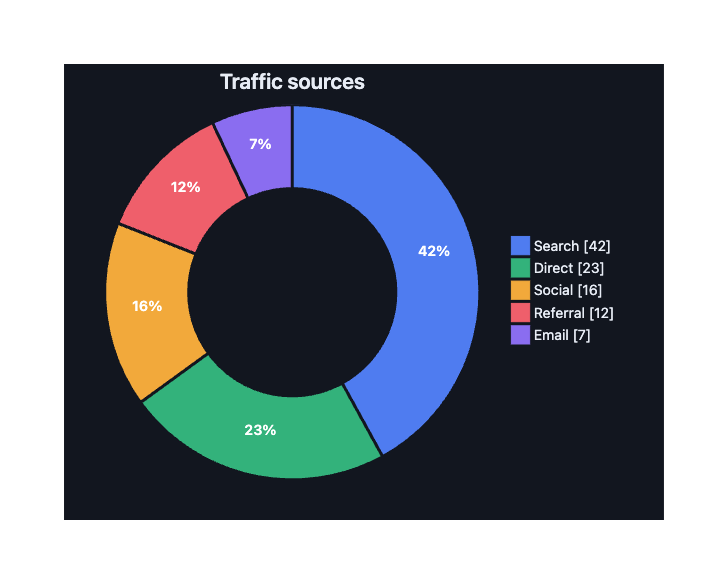 Traffic sources
7%
12%
42%
16%
23%
Search [42]
Direct [23]
Social [16]
Referral [12]
Email [7]